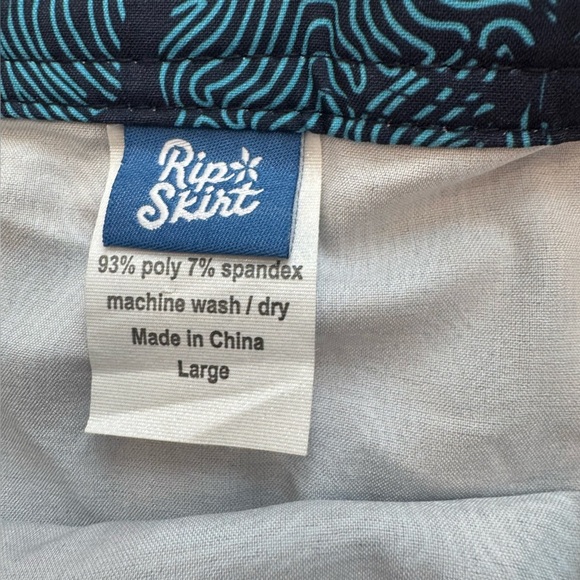 Rip
Skirt
93% poly 7% spandex
machine wash / dry
Made in China
Large